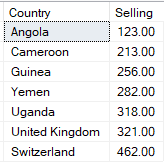 Country Selling
Angola 123.00
Cameroon 213.00
Guinea 256.00
Yemen 282.00
Uganda 318.00
United Kingdom 321.00
Switzerland 462.00